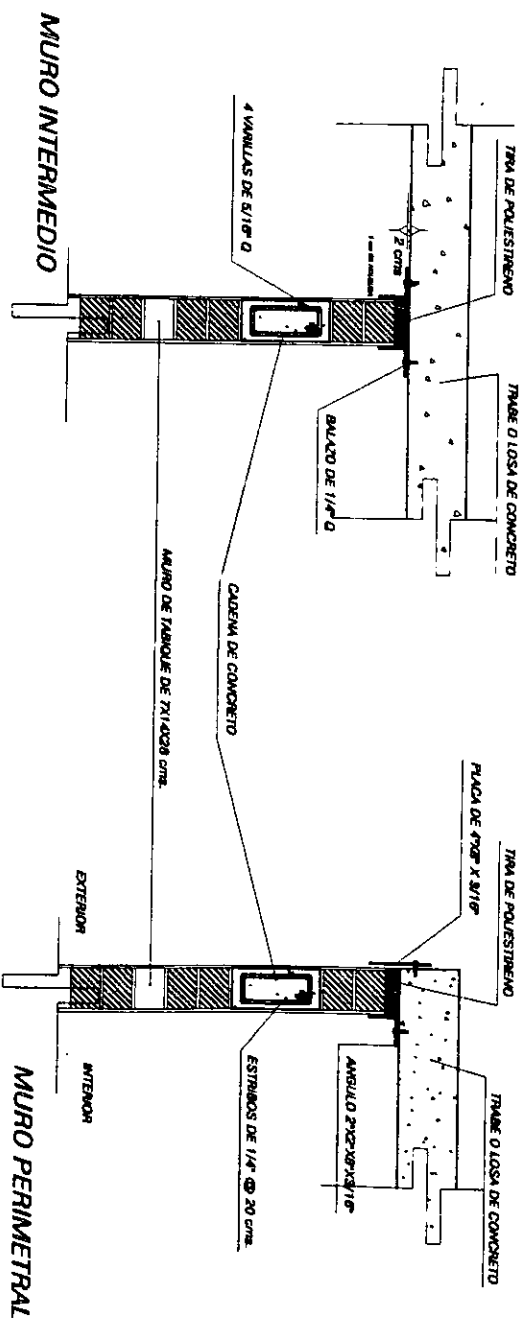 TIRA DE POLIESTIRENO
TRABE O LOSA DE CONCRETO
2 cms
4 VARILLAS DE 5/16" Q
BALAZO DE 1/4" Q
MURO INTERMEDIO
CADENA DE CONCRETO
MURO DE TABIQUE DE 7X14X28 cms.
TIRA DE POLIESTIRENO
TRABE O LOSA DE CONCRETO
PLACA DE 4"X8" X 3/16"
ANGULO 2"X2"X8"X3/16"
ESTRIBOS DE 1/4" @ 20 cms.
EXTERIOR
INTERIOR
MURO PERIMETRAL